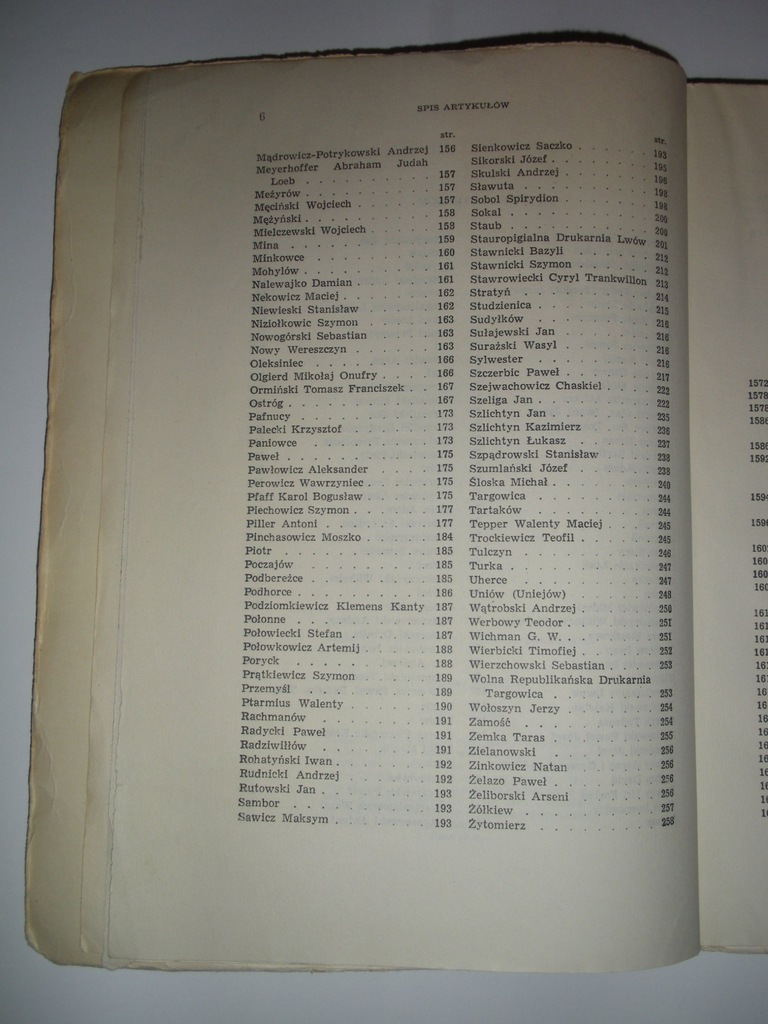 6
SPIS ARTYKUŁÓW
str.
Mądrowicz-Potrykowski Andrzej 156
Meyerhoffer Abraham Judah
Loeb . . . . . . . . . 157
Meżyrów . . . . . . . . . 157
Męciński Wojciech . . . . . . 157
Mężyński . . . . . . . . . 158
Mielczewski Wojciech . . . . . 158
Mina . . . . . . . . . . 159
Minkowce . . . . . . . . . 160
Mohylów . . . . . . . . . 161
Nalewajko Damian . . . . . . 161
Nekowicz Maciej . . . . . . . 162
Niewieski Stanisław . . . . . 162
Niziołkowic Szymon . . . . . 163
Nowogórski Sebastian . . . . . 163
Nowy Wereszczyn . . . . . . 163
Oleksiniec . . . . . . . . . 166
Olgierd Mikołaj Onufry . . . . 166
Ormiński Tomasz Franciszek . . 167
Ostróg . . . . . . . . . . 167
Pafnucy . . . . . . . . . 173
Palecki Krzysztof . . . . . . 173
Paniowce . . . . . . . . . 173
Paweł . . . . . . . . . . 175
Pawłowicz Aleksander . . . . . 175
Perowicz Wawrzyniec . . . . . 175
Pfaff Karol Bogusław . . . . . 175
Piechowicz Szymon . . . . . . 177
Piller Antoni . . . . . . . . 177
Pinchasowicz Moszko . . . . . 184
Piotr . . . . . . . . . . 185
Poczajów . . . . . . . . . 185
Podbereżce . . . . . . . . . 185
Podhorce . . . . . . . . . 186
Podziomkiewicz Klemens Kanty 187
Połonne . . . . . . . . . 187
Połowiecki Stefan . . . . . . 187
Połowkowicz Artemij . . . . . 188
Poryck . . . . . . . . . 188
Prątkiewicz Szymon . . . . . 189
Przemyśl . . . . . . . . . 189
Ptarmius Walenty . . . . . . 190
Rachmanów . . . . . . . . 191
Radycki Paweł . . . . . . . 191
Radziwiłłów . . . . . . . . 191
Rohatyński Iwan . . . . . . . 192
Rudnicki Andrzej . . . . . . 192
Rutowski Jan . . . . . . . . 193
Sambor . . . . . . . . . 193
Sawicz Maksym . . . . . . . 193
str.
Sienkowicz Saczko . . . . . 193
Sikorski Józef . . . . . . . 195
Skulski Andrzej . . . . . . 198
Sławuta . . . . . . . . . 198
Sobol Spirydion . . . . . . 198
Sokal . . . . . . . . . . 200
Staub . . . . . . . . . . 200
Stauropigialna Drukarnia Lwów 201
Stawnicki Bazyli . . . . . . 212
Stawnicki Szymon . . . . . . 212
Stawrowiecki Cyryl Trankwillon 213
Stratyń . . . . . . . . . 214
Studzienica . . . . . . . . 215
Sudyłków . . . . . . . . . 216
Sułajewski Jan . . . . . . . 216
Surażski Wasyl . . . . . . . 216
Sylwester . . . . . . . . 216
Szczerbic Paweł . . . . . . . 217
Szejwachowicz Chaskiel . . . . 222
Szeliga Jan . . . . . . . . 222
Szlichtyn Jan . . . . . . . 235
Szlichtyn Kazimierz . . . . . 236
Szlichtyn Łukasz . . . . . . 237
Szpądrowski Stanisław . . . . 238
Szumlański Józef . . . . . . 238
Śloska Michał . . . . . . . 240
Targowica . . . . . . . . 244
Tartaków . . . . . . . . . 244
Tepper Walenty Maciej . . . . 245
Trockiewicz Teofil . . . . . . 245
Tulczyn . . . . . . . . . 246
Turka . . . . . . . . . . 247
Uherce . . . . . . . . . 247
Uniów (Uniejów) . . . . . . 248
Wątrobski Andrzej . . . . . . 250
Werbowy Teodor . . . . . . . 251
Wichman G. W. . . . . . . . 251
Wierbicki Timofiej . . . . . . 252
Wierzchowski Sebastian . . . . 253
Wolna Republikańska Drukarnia
Targowica . . . . . . . . 253
Wołoszyn Jerzy . . . . . . . 254
Zamość . . . . . . . . . 254
Zemka Taras . . . . . . . . 255
Zielanowski . . . . . . . . 256
Zinkowicz Natan . . . . . . 256
Żelazo Paweł . . . . . . . . 256
Żeliborski Arseni . . . . . . 256
Żółkiew . . . . . . . . . 257
Żytomierz . . . . . . . . . 258
1572
1578
1578